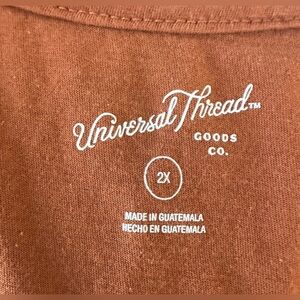 Universal Thread™
GOODS
CO.
2X
MADE IN GUATEMALA
HECHO EN GUATEMALA